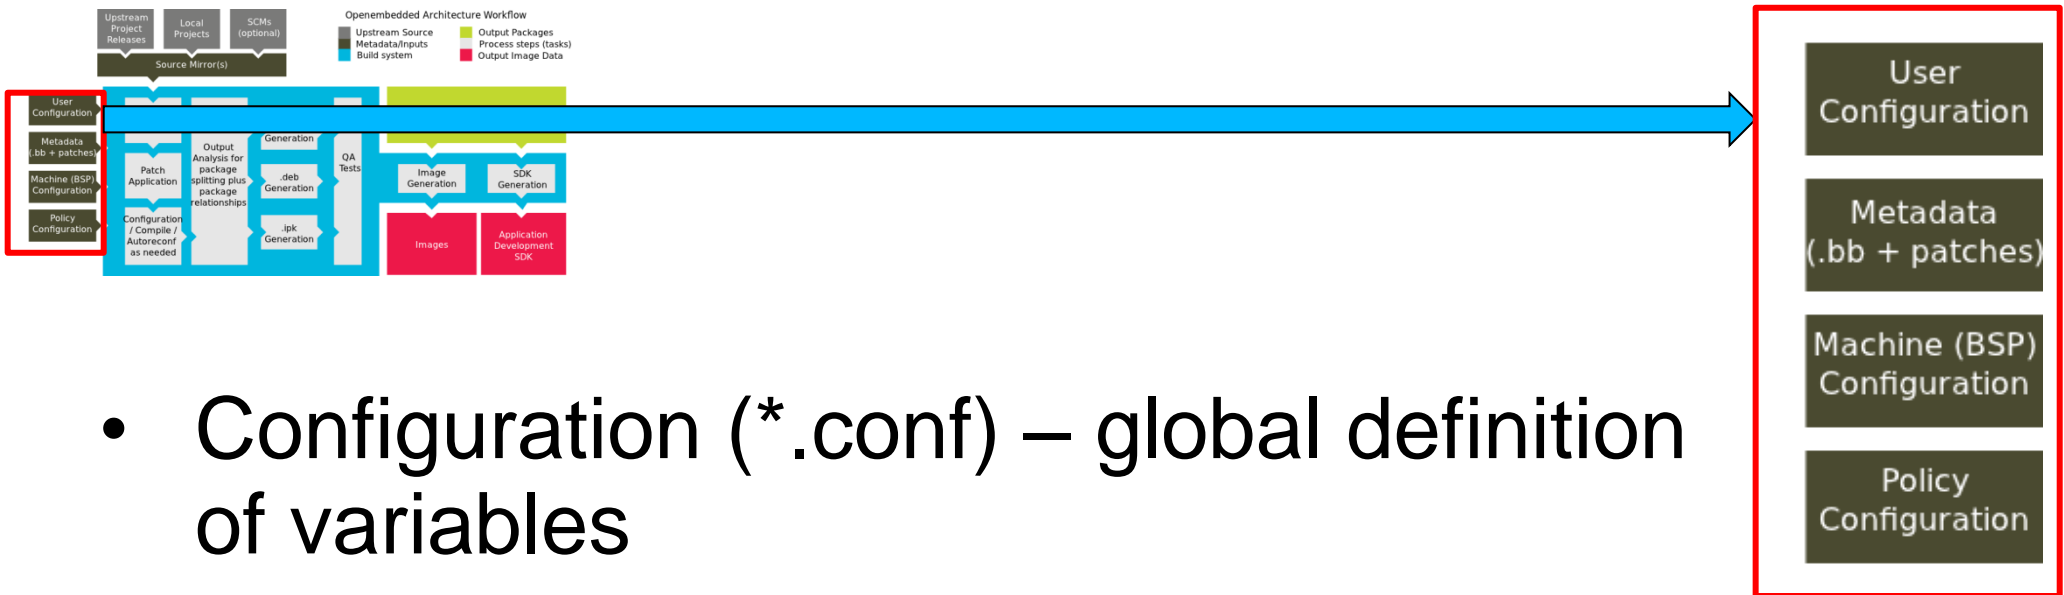 Upstream
Project
Releases
Local
Projects
SCMs
(optional)
Source Mirror(s)
Openembedded Architecture Workflow
Upstream Source
Metadata/Inputs
Build system
Output Packages
Process steps (tasks)
Output Image Data
User
Configuration
Metadata
(.bb + patches)
Machine (BSP)
Configuration
Policy
Configuration
Patch
Application
Configuration
/ Compile /
Autoreconf
as needed
Output
Analysis for
package
splitting plus
package
relationships
Generation
.deb
Generation
.ipk
Generation
QA
Tests
Image
Generation
SDK
Generation
Images
Application
Development
SDK
User
Configuration
Metadata
(.bb + patches)
Machine (BSP)
Configuration
Policy
Configuration
• Configuration (*.conf) – global definition
of variables